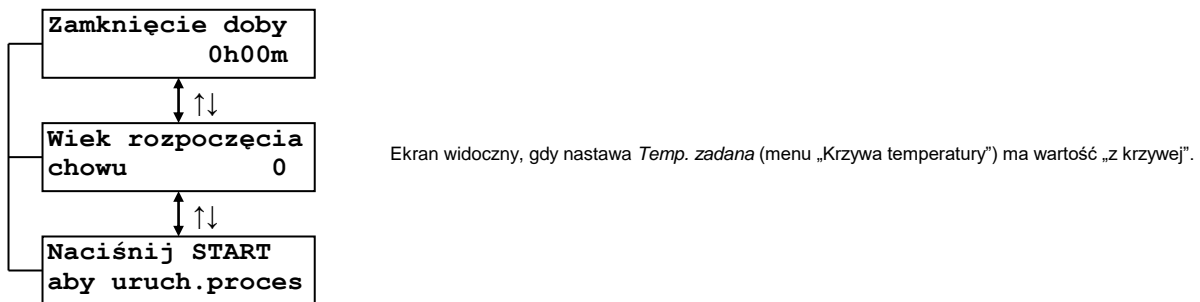 Zamknięcie doby
0h00m
↑↓
Wiek rozpoczęcia
chowu 0
Ekran widoczny, gdy nastawa Temp. zadana (menu „Krzywa temperatury”) ma wartość „z krzywej”.
↑↓
Naciśnij START
aby uruch.proces